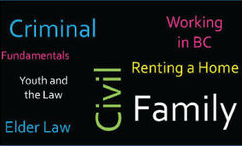 Criminal
Working
in BC
Fundamentals
Renting a Home
Youth and
the Law
Civil
Family
Elder Law